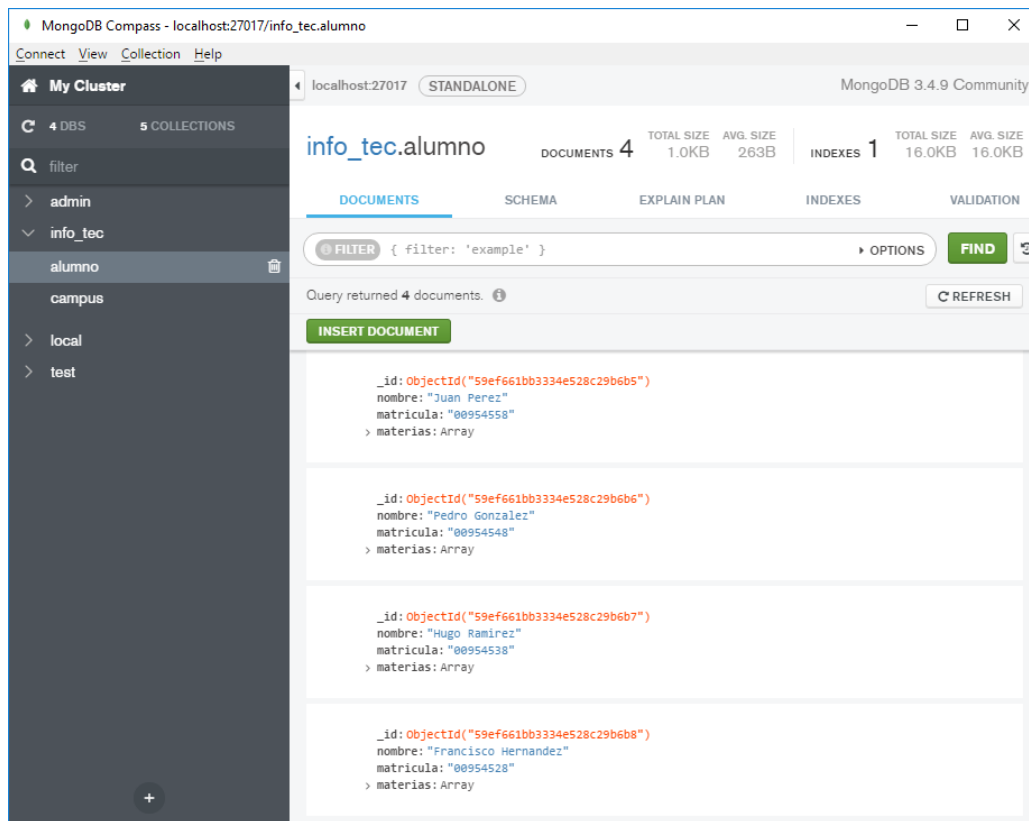 MongoDB Compass - localhost:27017/info_tec.alumno
Connect View Collection Help
My Cluster
4 DBS 5 COLLECTIONS
filter
admin
info_tec
alumno
campus
local
test
localhost:27017 STANDALONE MongoDB 3.4.9 Community
info_tec.alumno DOCUMENTS 4 TOTAL SIZE 1.0KB AVG. SIZE 263B INDEXES 1 TOTAL SIZE 16.0KB AVG. SIZE 16.0KB
DOCUMENTS SCHEMA EXPLAIN PLAN INDEXES VALIDATION
FILTER { filter: 'example' } OPTIONS FIND
Query returned 4 documents. REFRESH
INSERT DOCUMENT
_id: ObjectId("59ef661bb3334e528c29b6b5")
nombre: "Juan Perez"
matricula: "00954558"
materias: Array
_id: ObjectId("59ef661bb3334e528c29b6b6")
nombre: "Pedro Gonzalez"
matricula: "00954548"
materias: Array
_id: ObjectId("59ef661bb3334e528c29b6b7")
nombre: "Hugo Ramirez"
matricula: "00954538"
materias: Array
_id: ObjectId("59ef661bb3334e528c29b6b8")
nombre: "Francisco Hernandez"
matricula: "00954528"
materias: Array